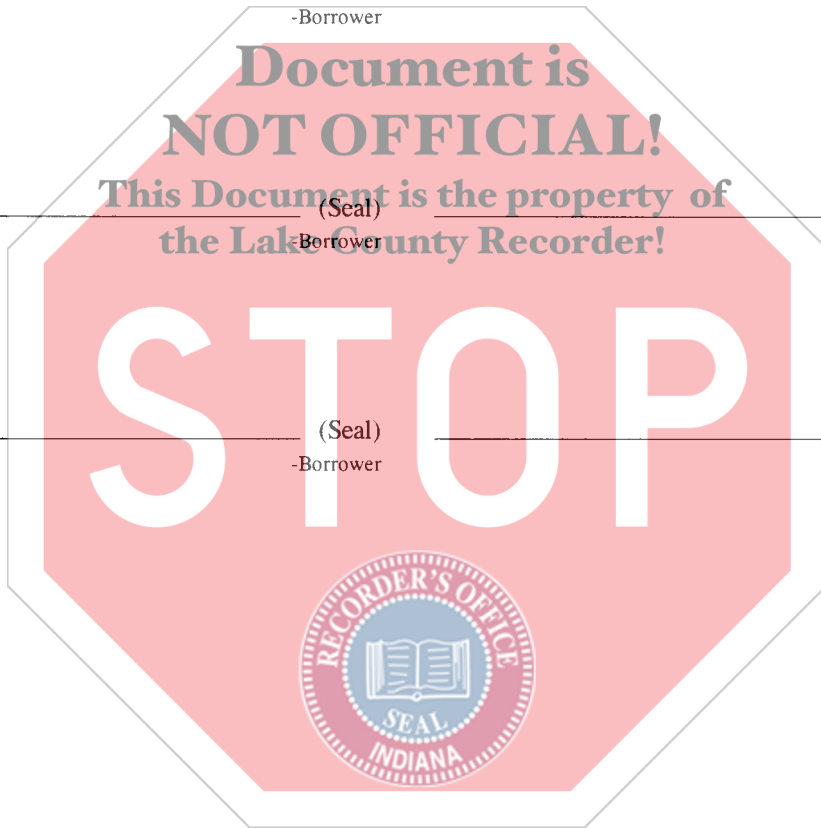 -Borrower
Document is
NOT OFFICIAL!
This Document is the property of
(Seal)
the Lake County Recorder!
-Borrower
STOP
(Seal)
-Borrower
RECORDER'S OFFICE
SEAL
INDIANA